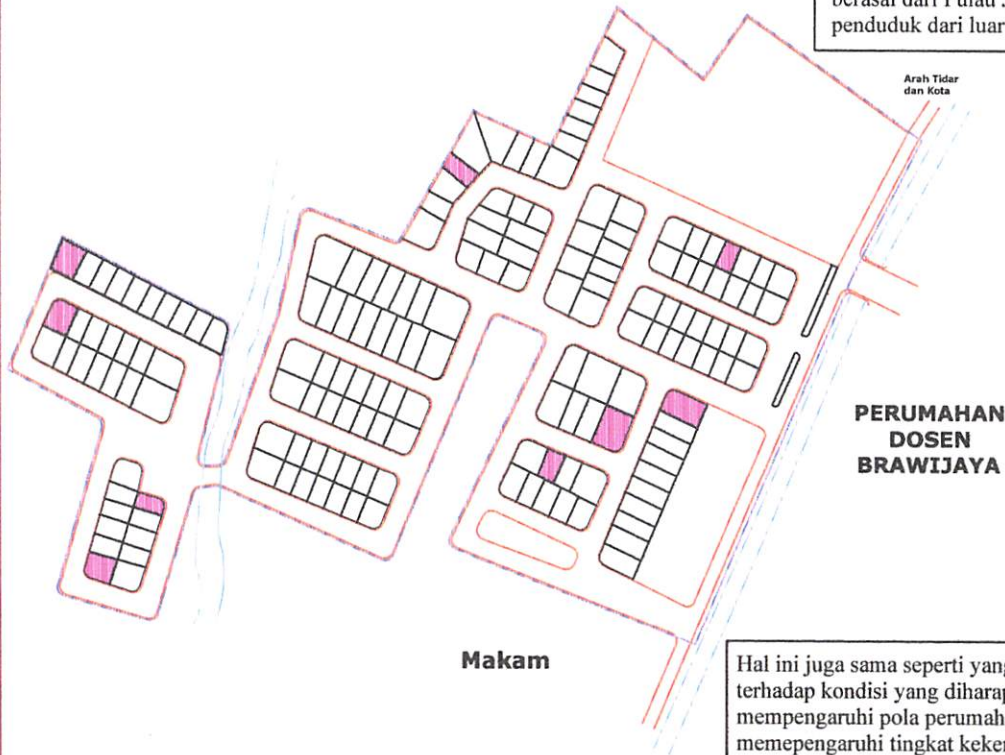 berasal dari Pulau
penduduk dari luar
Arah Tidar
dan Kota
PERUMAHAN
DOSEN
BRAWIJAYA
Makam
Hal ini juga sama seperti yang
terhadap kondisi yang diharap
mempengaruhi pola perumah
memepengaruhi tingkat keke